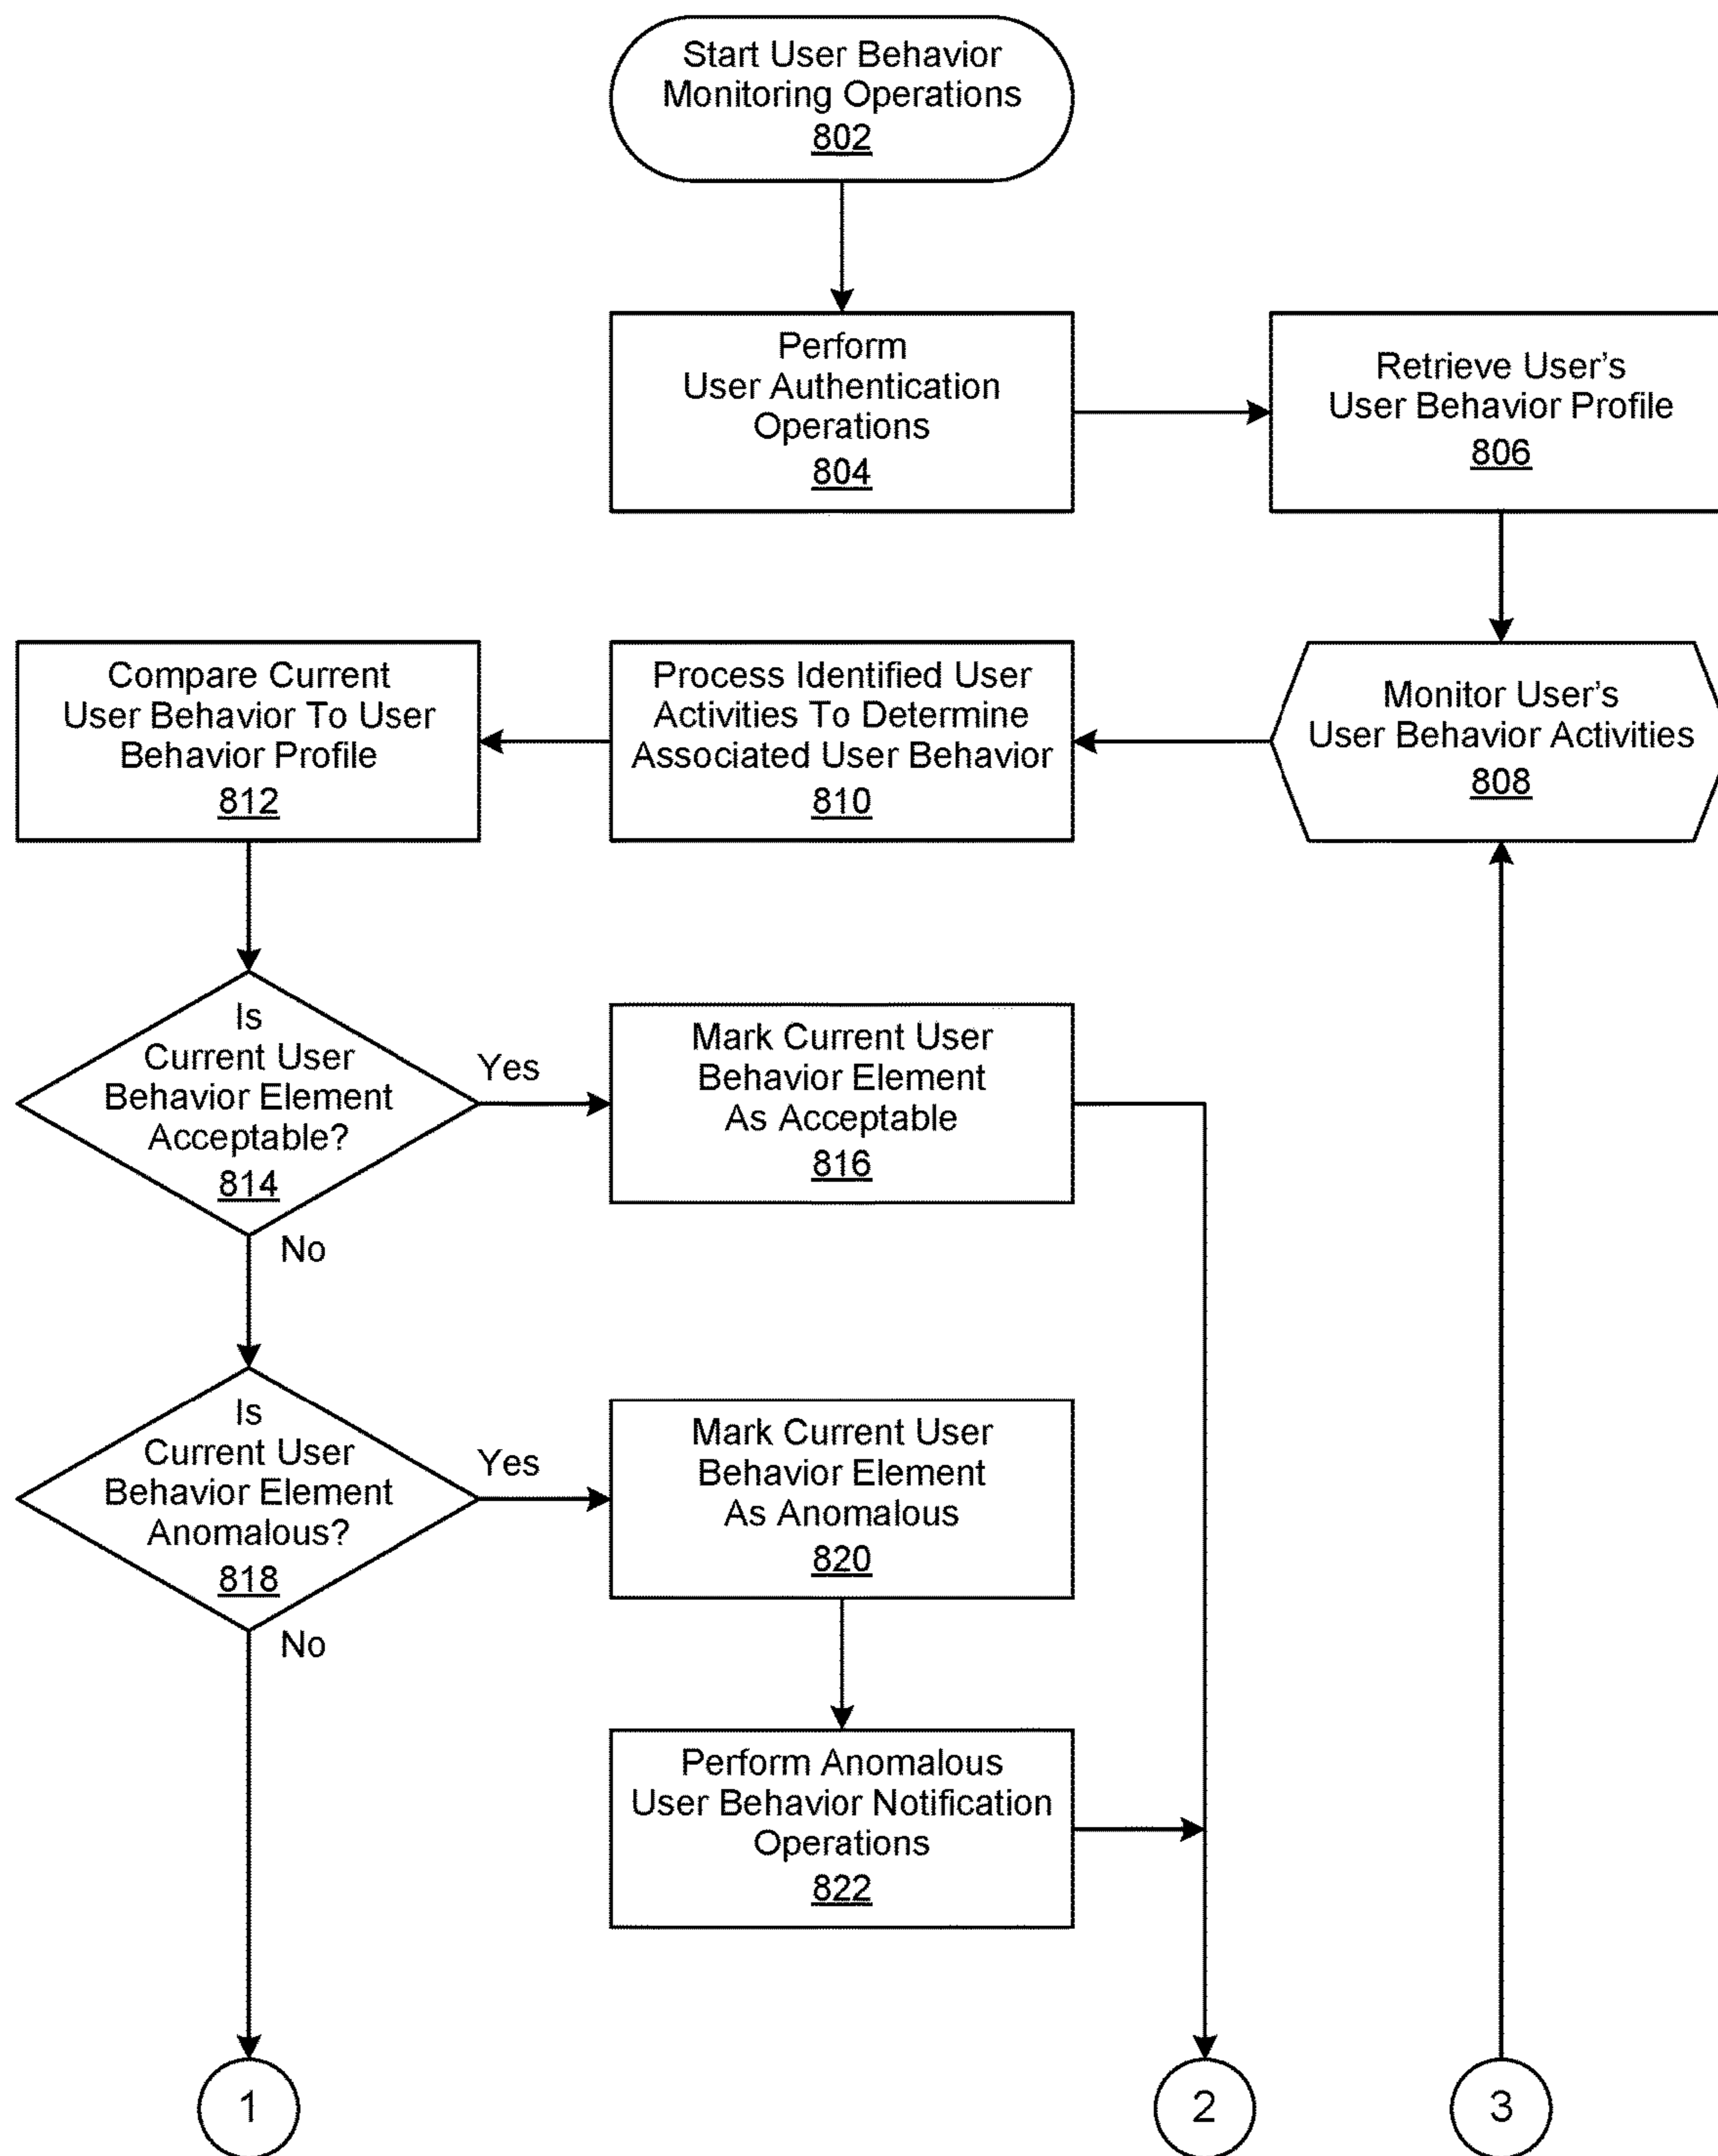 Start User Behavior
Monitoring Operations
802
Perform
User Authentication
Operations
804
Retrieve User’s
User Behavior Profile
806
Compare Current
User Behavior To User
Behavior Profile
812
Process Identified User
Activities To Determine
Associated User Behavior
810
Monitor User’s
User Behavior Activities
808
Is
Current User
Behavior Element
Acceptable?
814
Yes
No
Mark Current User
Behavior Element
As Acceptable
816
Is
Current User
Behavior Element
Anomalous?
818
Yes
No
Mark Current User
Behavior Element
As Anomalous
820
Perform Anomalous
User Behavior Notification
Operations
822
1
2
3